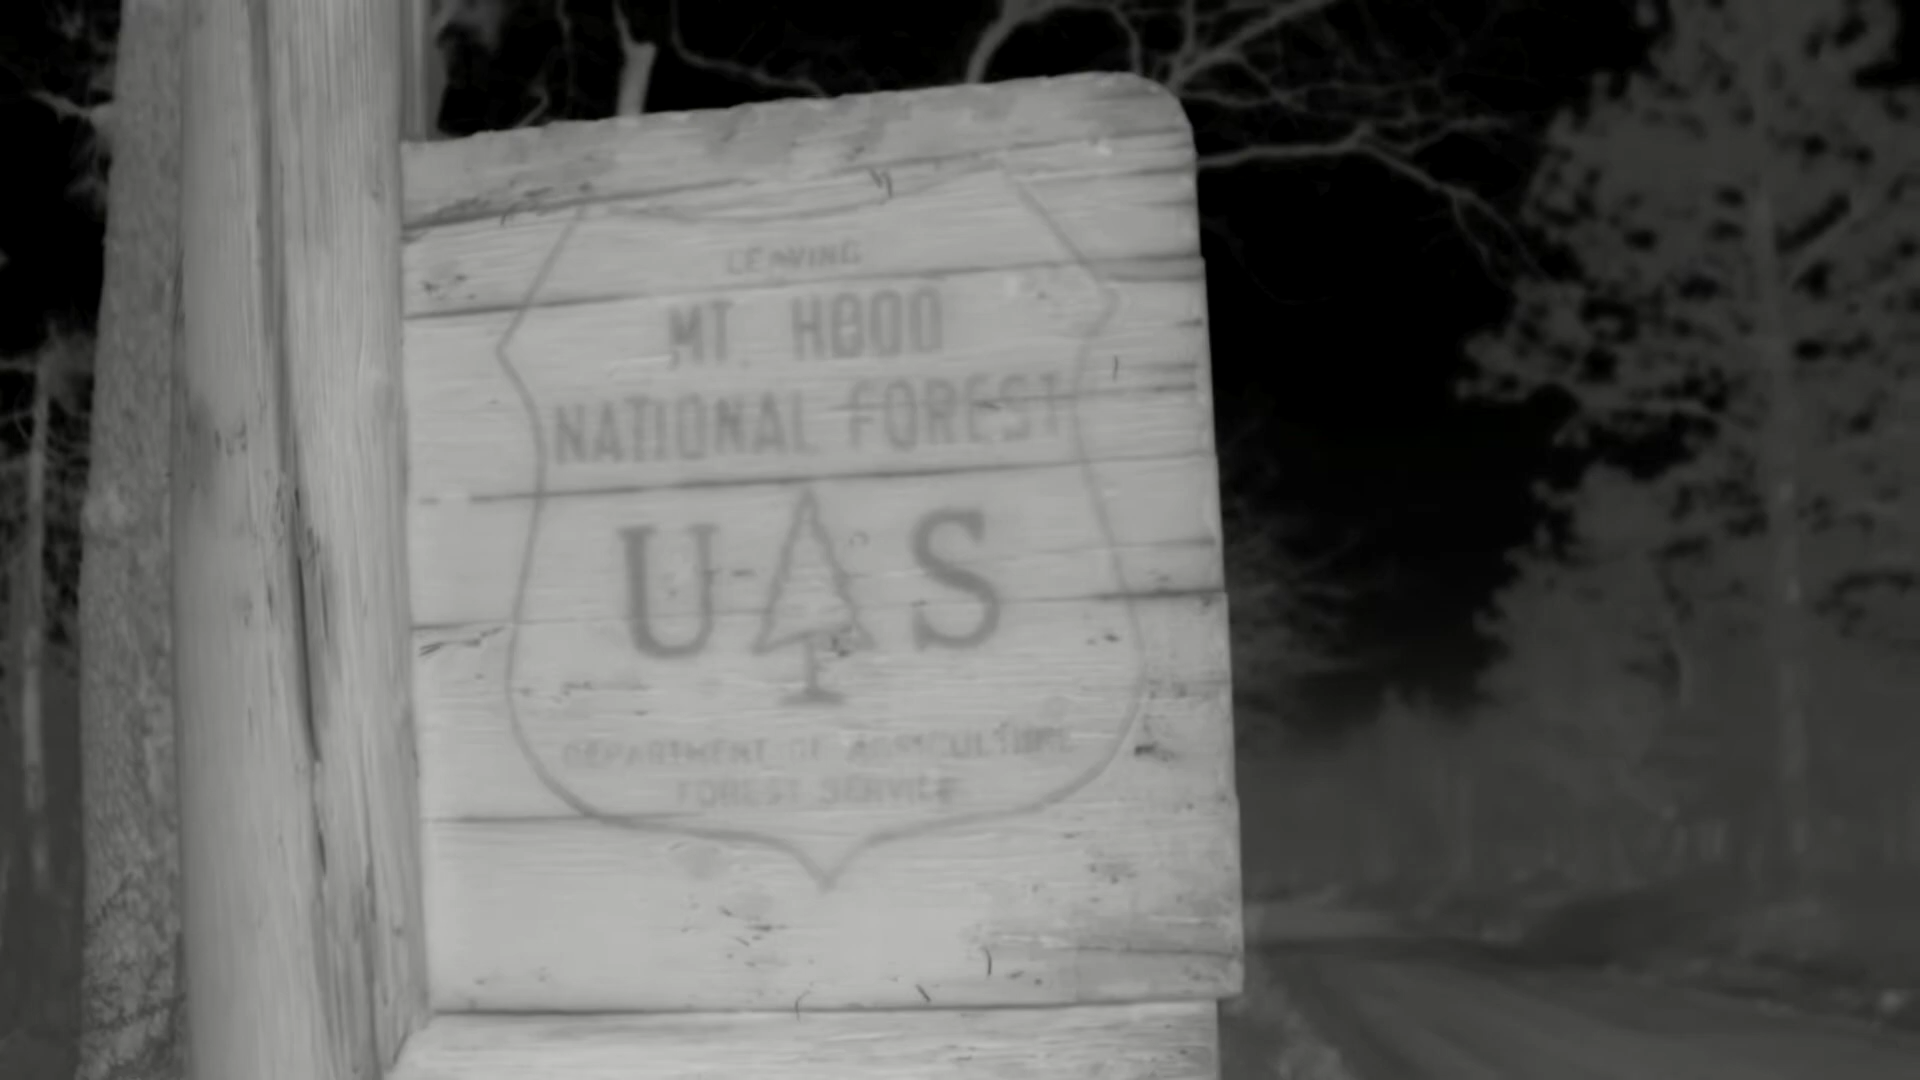 LEAVING
MT. HOOD
NATIONAL FOREST
U S
DEPARTMENT OF AGRICULTURE
FOREST SERVICE